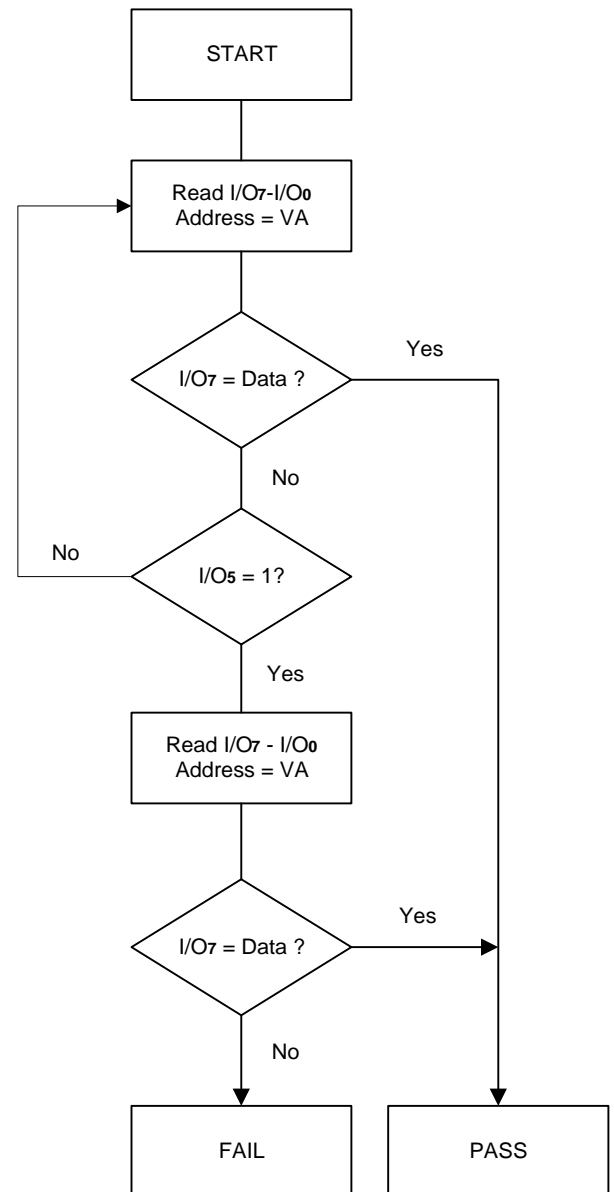 START
Read I/O7-I/O0
Address = VA
I/O7 = Data ?
Yes
No
I/O5 = 1?
No
Yes
Read I/O7 - I/O0
Address = VA
I/O7 = Data ?
Yes
No
FAIL
PASS